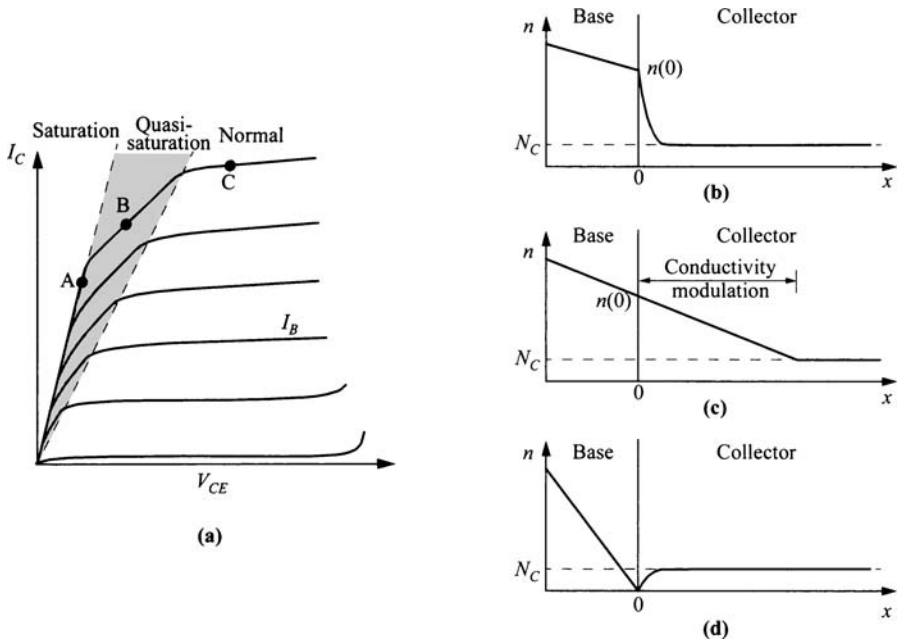 Saturation
Quasi-
saturation
Normal
I_C
C
B
A
I_B
V_CE
(a)
n
Base
Collector
n(0)
N_C
0
x
(b)
n
Base
Collector
Conductivity
modulation
n(0)
N_C
0
x
(c)
n
Base
Collector
N_C
0
x
(d)